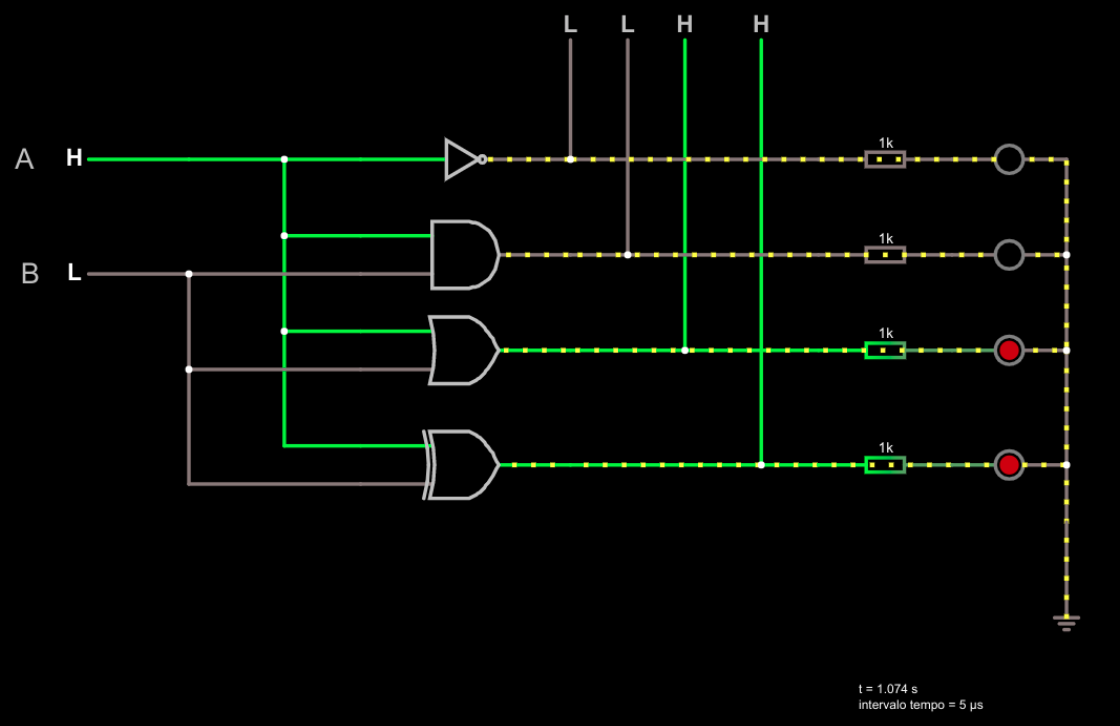 L L H H
A H
1k
1k
B L
1k
1k
t = 1.074 s
intervalo tempo = 5 µs